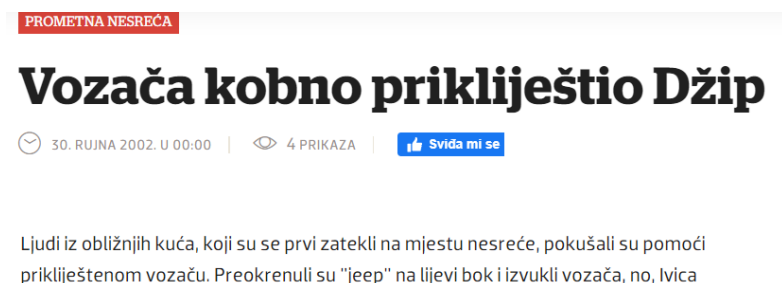 PROMETNA NESREĆA
Vozača kobno prikliještio Džip
30. RUJNA 2002. U 00:00 4 PRIKAZA Sviđa mi se
Ljudi iz obližnjih kuća, koji su se prvi zatekli na mjestu nesreće, pokušali su pomoći
prikliještenom vozaču. Preokrenuli su "jeep" na lijevi bok i izvukli vozača, no, Ivica